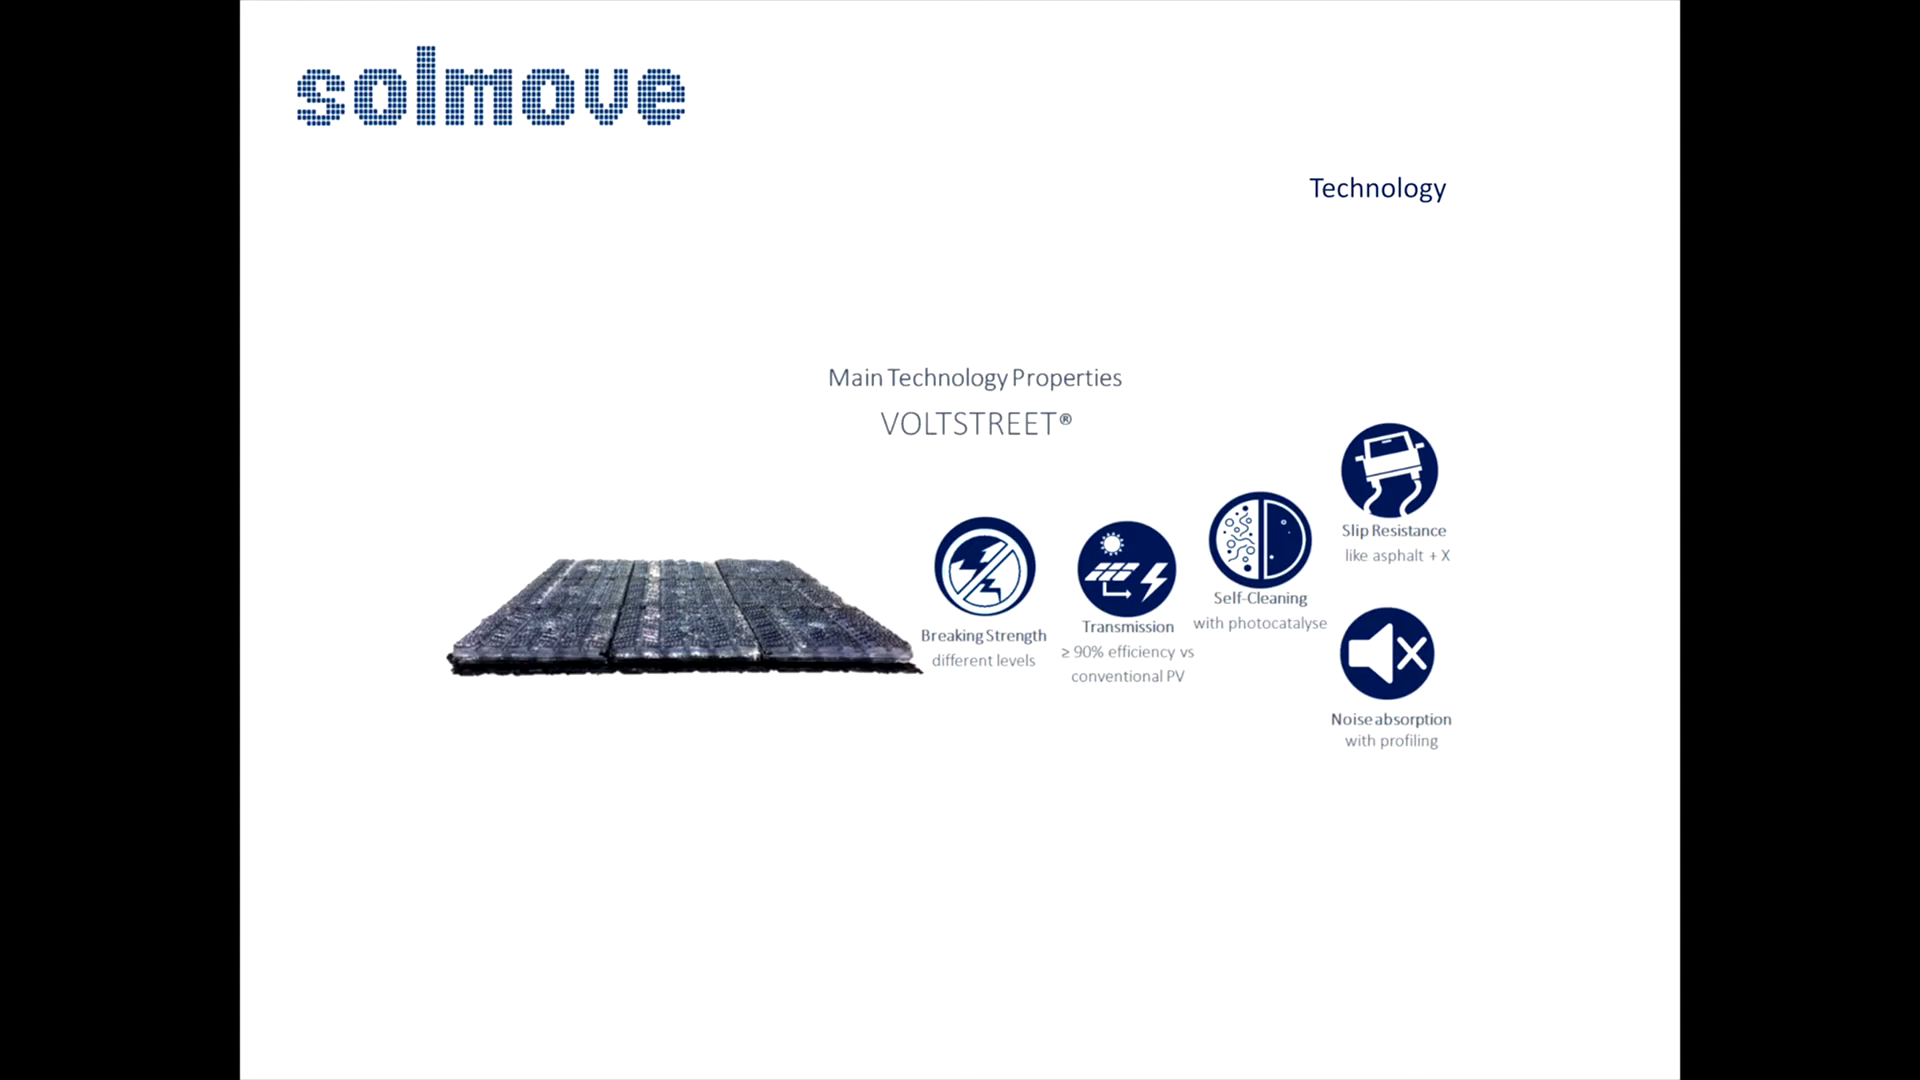 solmove
Technology
Main Technology Properties
VOLTSTREET®
Slip Resistance
like asphalt + X
Self-Cleaning
with photocatalyse
Breaking Strength
different levels
Transmission
≥ 90% efficiency vs
conventional PV
Noise absorption
with profiling